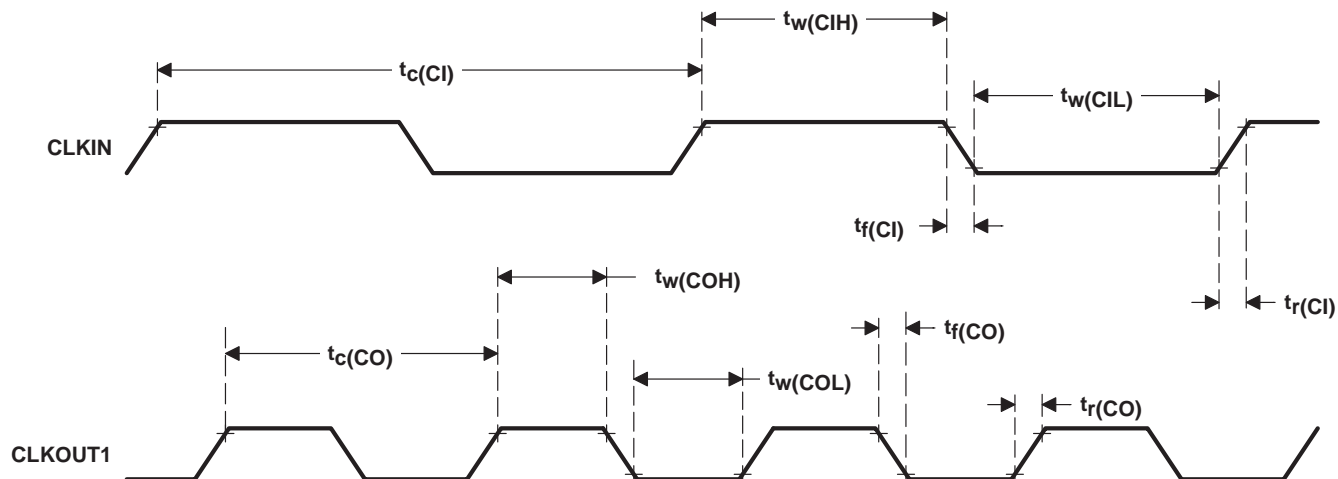 tw(CIH)
tc(CI)
tw(CIL)
CLKIN
tf(CI)
tw(COH)
tr(CI)
tf(CO)
tc(CO)
tw(COL)
tr(CO)
CLKOUT1